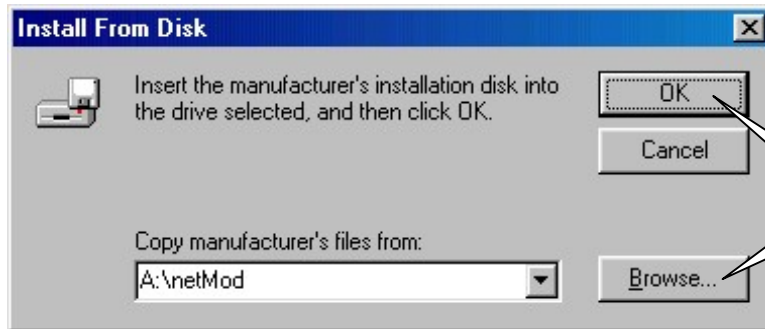 Install From Disk
Insert the manufacturer's installation disk into
the drive selected, and then click OK.
OK
Cancel
Copy manufacturer's files from:
A:\netMod
Browse...